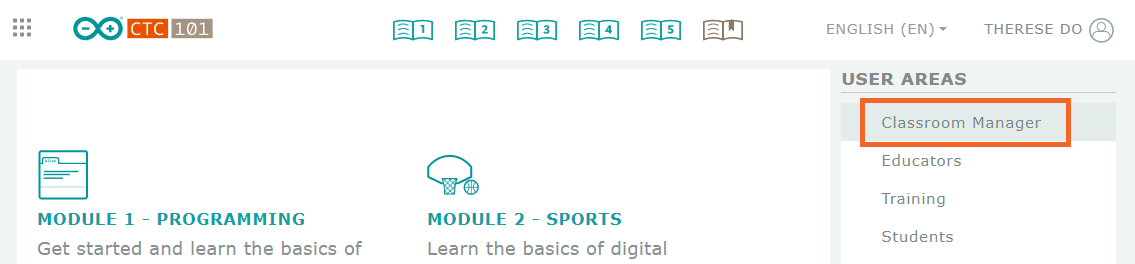 CTC 101
1 2 3 4 5
ENGLISH (EN)
THERESE DO
USER AREAS
Classroom Manager
Educators
Training
Students
MODULE 1 - PROGRAMMING
Get started and learn the basics of
MODULE 2 - SPORTS
Learn the basics of digital